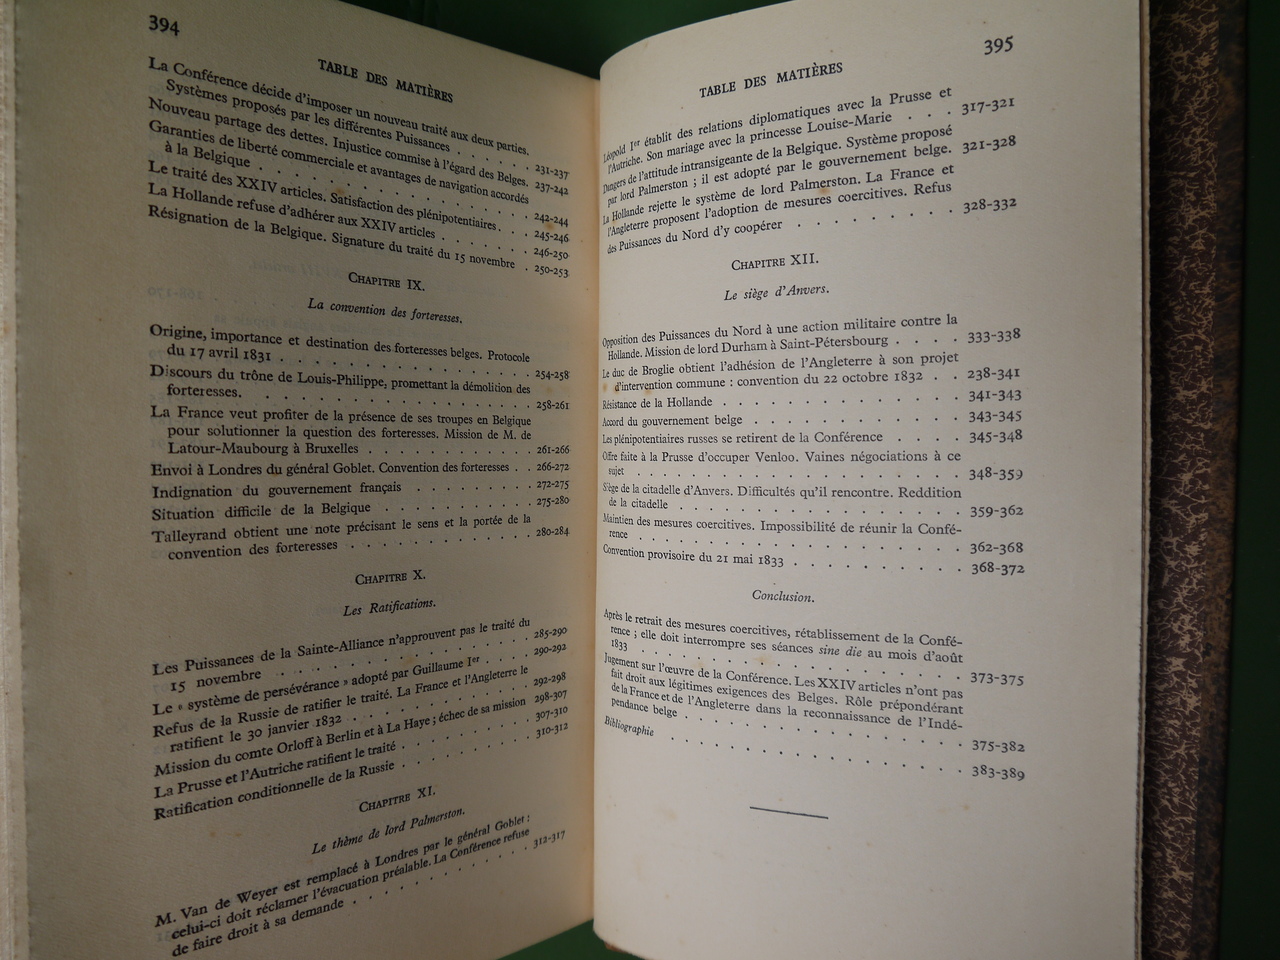 394
TABLE DES MATIÈRES
La Conférence décide d'imposer un nouveau traité aux deux parties.
Systèmes proposés par les différentes Puissances . . . . . . 231-237
Nouveau partage des dettes. Injustice commise à l'égard des Belges. 237-242
Garanties de liberté commerciale et avantages de navigation accordés
à la Belgique . . . . . . . . . . . . . . . 242-244
Le traité des XXIV articles. Satisfaction des plénipotentiaires. . . 245-246
La Hollande refuse d'adhérer aux XXIV articles . . . . . . . 246-250
Résignation de la Belgique. Signature du traité du 15 novembre . 250-253
CHAPITRE IX.
La convention des forteresses.
Origine, importance et destination des forteresses belges. Protocole
du 17 avril 1831 . . . . . . . . . . . . . . 254-258
Discours du trône de Louis-Philippe, promettant la démolition des
forteresses. . . . . . . . . . . . . . . . 258-261
La France veut profiter de la présence de ses troupes en Belgique
pour solutionner la question des forteresses. Mission de M. de
Latour-Maubourg à Bruxelles . . . . . . . . . . . 261-266
Envoi à Londres du général Goblet. Convention des forteresses . . 266-272
Indignation du gouvernement français . . . . . . . . 272-275
Situation difficile de la Belgique . . . . . . . . . . 275-280
Talleyrand obtient une note précisant le sens et la portée de la
convention des forteresses . . . . . . . . . . . . 280-284
CHAPITRE X.
Les Ratifications.
Les Puissances de la Sainte-Alliance n'approuvent pas le traité du
15 novembre . . . . . . . . . . . . . . . 285-290
Le « système de persévérance » adopté par Guillaume Ier . . . . 290-292
Refus de la Russie de ratifier le traité. La France et l'Angleterre le
ratifient le 30 janvier 1832 . . . . . . . . . . . . 292-298
Mission du comte Orloff à Berlin et à La Haye ; échec de sa mission 298-307
La Prusse et l'Autriche ratifient le traité . . . . . . . . . 307-310
Ratification conditionnelle de la Russie . . . . . . . . . 310-312
CHAPITRE XI.
Le thème de lord Palmerston.
M. Van de Weyer est remplacé à Londres par le général Goblet :
celui-ci doit réclamer l'évacuation préalable. La Conférence refuse
de faire droit à sa demande . . . . . . . . . . . 312-317
395
TABLE DES MATIÈRES
Léopold Ier établit des relations diplomatiques avec la Prusse et
l'Autriche. Son mariage avec la princesse Louise-Marie . . . 317-321
Dangers de l'attitude intransigeante de la Belgique. Système proposé
par lord Palmerston ; il est adopté par le gouvernement belge. 321-328
La Hollande rejette le système de lord Palmerston. La France et
l'Angleterre proposent l'adoption de mesures coercitives. Refus
des Puissances du Nord d'y coopérer . . . . . . . . . 328-332
CHAPITRE XII.
Le siège d'Anvers.
Opposition des Puissances du Nord à une action militaire contre la
Hollande. Mission de lord Durham à Saint-Pétersbourg . . . . 333-338
Le duc de Broglie obtient l'adhésion de l'Angleterre à son projet
d'intervention commune : convention du 22 octobre 1832 . . 238-341
Résistance de la Hollande . . . . . . . . . . . . . 341-343
Accord du gouvernement belge . . . . . . . . . . . 343-345
Les plénipotentiaires russes se retirent de la Conférence . . . . 345-348
Offre faite à la Prusse d'occuper Venloo. Vaines négociations à ce
sujet . . . . . . . . . . . . . . . . . . 348-359
Siège de la citadelle d'Anvers. Difficultés qu'il rencontre. Reddition
de la citadelle . . . . . . . . . . . . . . . . 359-362
Maintien des mesures coercitives. Impossibilité de réunir la Confé-
rence . . . . . . . . . . . . . . . . . . 362-368
Convention provisoire du 21 mai 1833 . . . . . . . . . . 368-372
Conclusion.
Après le retrait des mesures coercitives, rétablissement de la Confé-
rence ; elle doit interrompre ses séances sine die au mois d'août
1833 . . . . . . . . . . . . . . . . . . 373-375
Jugement sur l'œuvre de la Conférence. Les XXIV articles n'ont pas
fait droit aux légitimes exigences des Belges. Rôle prépondérant
de la France et de l'Angleterre dans la reconnaissance de l'Indé-
pendance belge . . . . . . . . . . . . . . . 375-382
Bibliographie . . . . . . . . . . . . . . . . 383-389